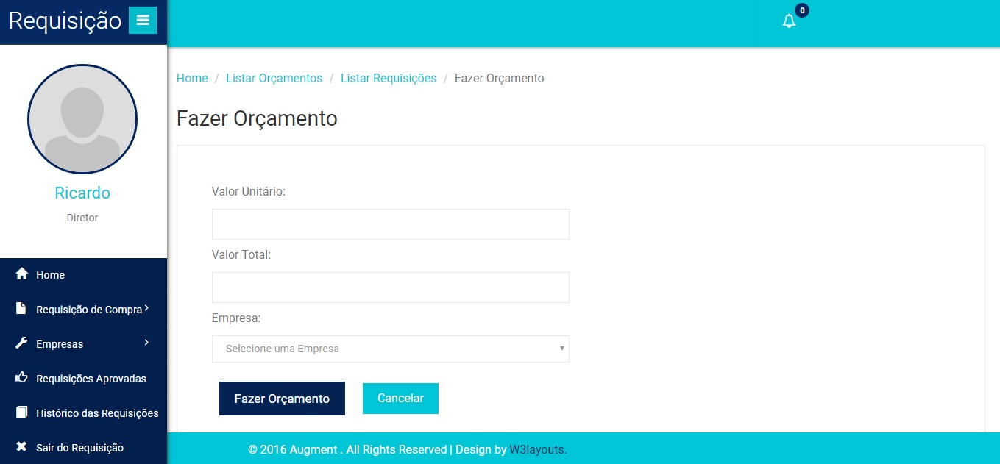 Requisição
0
Ricardo
Diretor
Home
Requisição de Compra
Empresas
Requisições Aprovadas
Histórico das Requisições
Sair do Requisição
Home / Listar Orçamentos / Listar Requisições / Fazer Orçamento
Fazer Orçamento
Valor Unitário:
Valor Total:
Empresa:
Selecione uma Empresa
Fazer Orçamento Cancelar
© 2016 Augment . All Rights Reserved | Design by W3layouts.